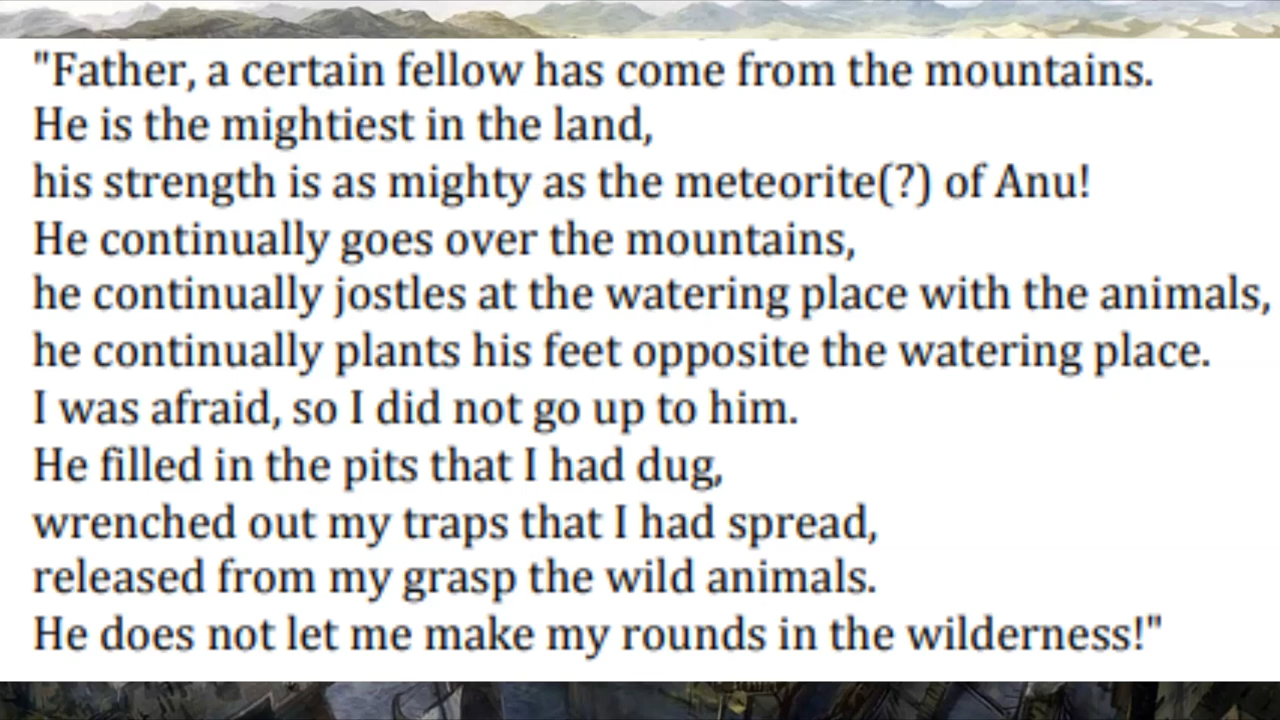 "Father, a certain fellow has come from the mountains.
He is the mightiest in the land,
his strength is as mighty as the meteorite(?) of Anu!
He continually goes over the mountains,
he continually jostles at the watering place with the animals,
he continually plants his feet opposite the watering place.
I was afraid, so I did not go up to him.
He filled in the pits that I had dug,
wrenched out my traps that I had spread,
released from my grasp the wild animals.
He does not let me make my rounds in the wilderness!"